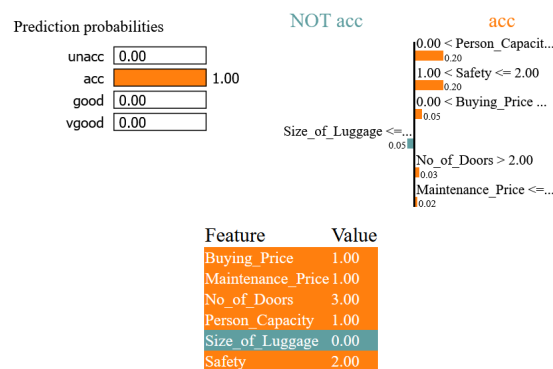 Prediction probabilities
unacc 0.00
acc 1.00
good 0.00
vgood 0.00
NOT acc acc
0.00 < Person_Capacit...
0.20
1.00 < Safety <= 2.00
0.20
0.00 < Buying_Price ...
0.05
Size_of_Luggage <=...
0.05
No_of_Doors > 2.00
0.03
Maintenance_Price <=...
0.02
Feature Value
Buying_Price 1.00
Maintenance_Price 1.00
No_of_Doors 3.00
Person_Capacity 1.00
Size_of_Luggage 0.00
Safety 2.00